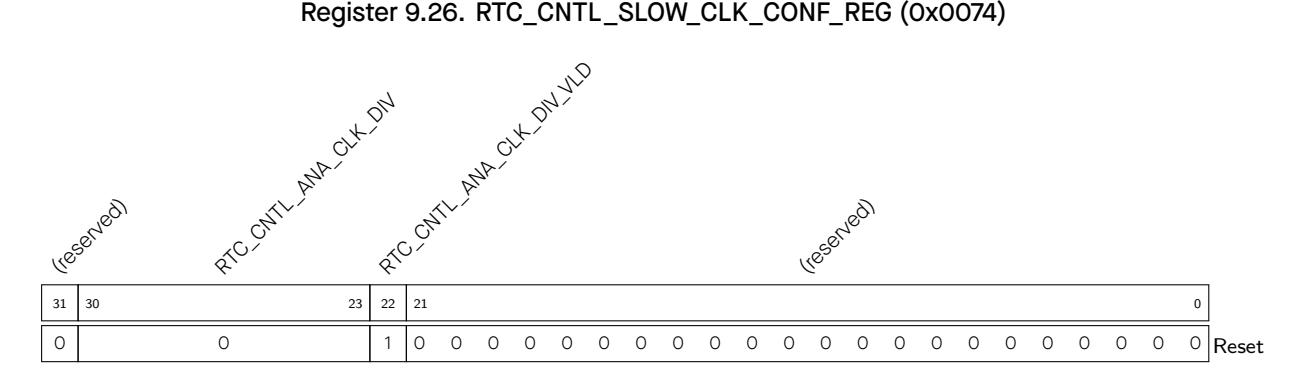 Register 9.26. RTC_CNTL_SLOW_CLK_CONF_REG (0x0074)
(reserved)
RTC_CNTL_ANA_CLK_DIV
RTC_CNTL_ANA_CLK_DIV_VLD
(reserved)
31 30 23 22 21 0
0 0 1 0 0 0 0 0 0 0 0 0 0 0 0 0 0 0 0 0 0 0 0 0 0 Reset